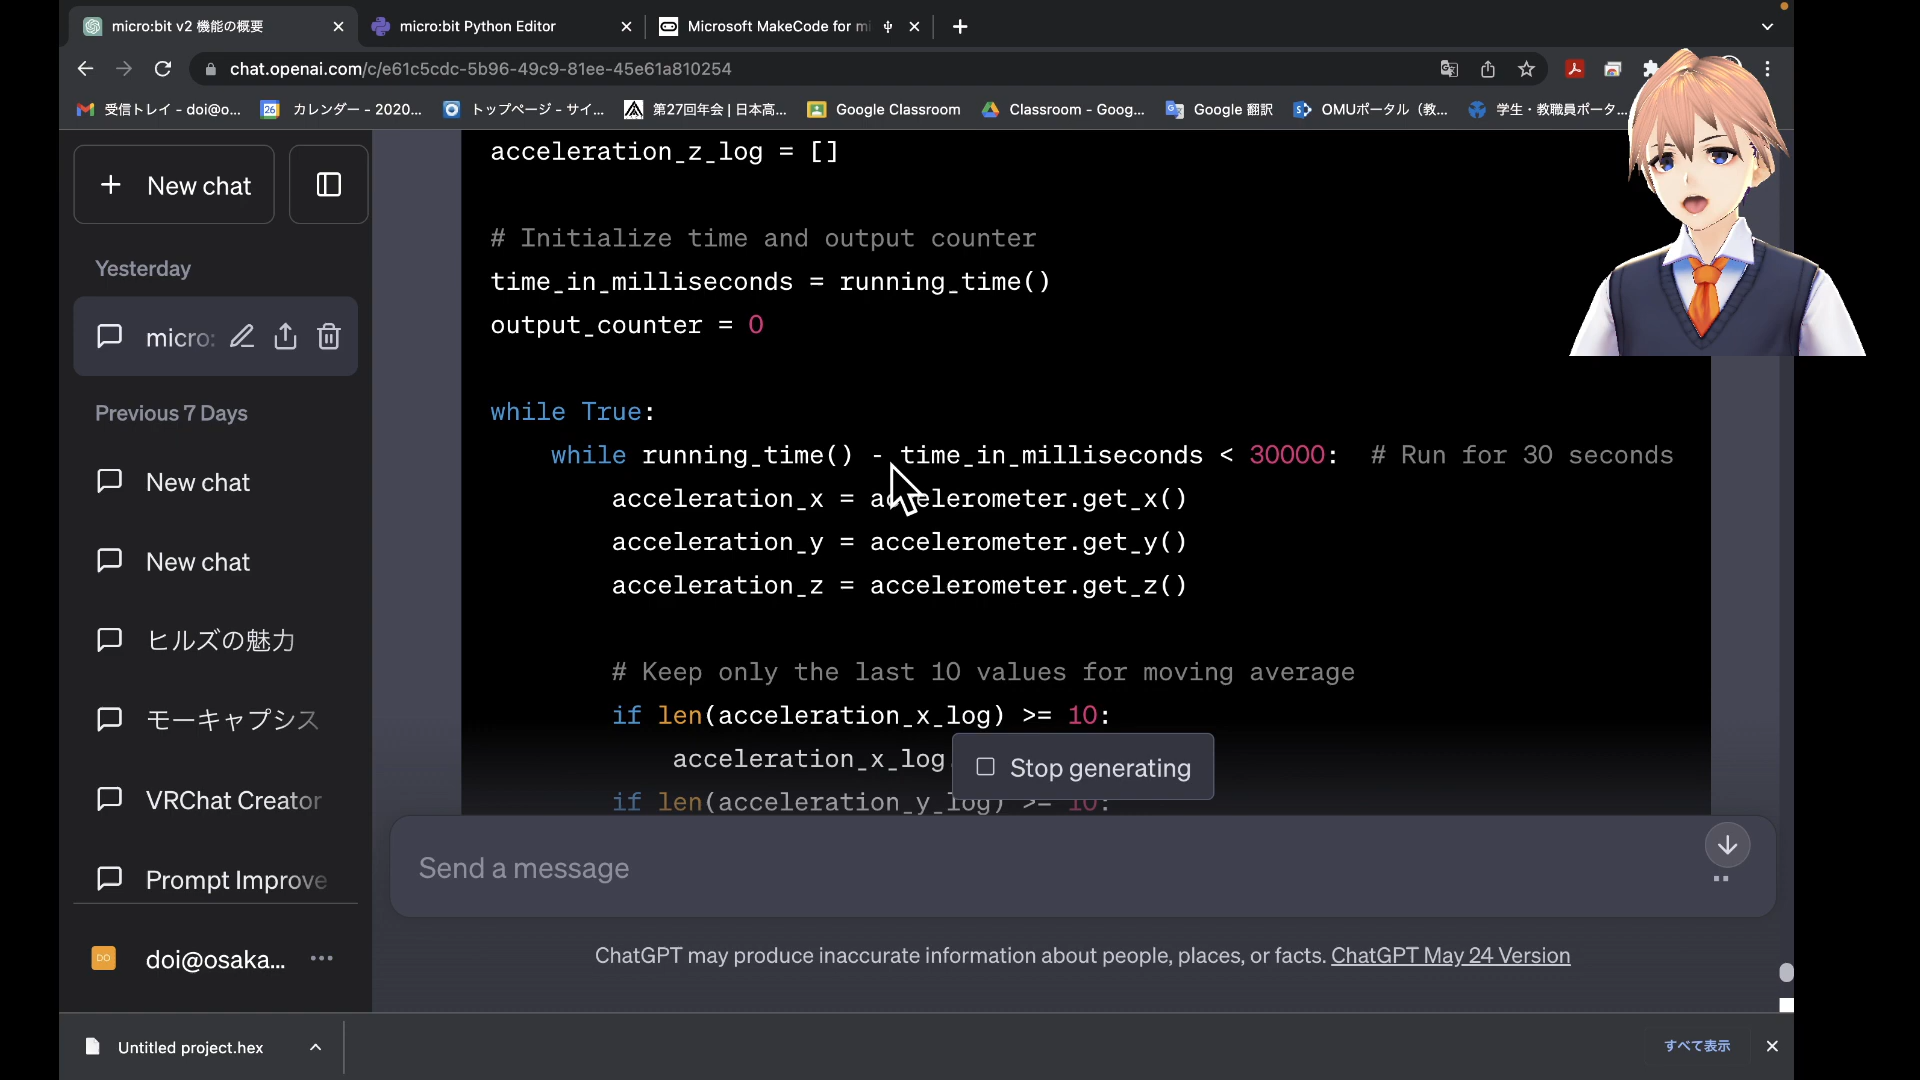 micro:bit v2 機能の概要
micro:bit Python Editor
Microsoft MakeCode for mi
chat.openai.com/c/e61c5cdc-5b96-49c9-81ee-45e61a810254
受信トレイ - doi@o...
26
カレンダー - 2020...
トップページ - サイ...
第27回年会 | 日本高...
Google Classroom
Classroom - Goog...
Google 翻訳
OMUポータル（教...
学生・教職員ポータ...
New chat
Yesterday
micro:
Previous 7 Days
New chat
New chat
ヒルズの魅力
モーキャプシス
VRChat Creator
Prompt Improve
DO
doi@osaka...
acceleration_z_log = []
# Initialize time and output counter
time_in_milliseconds = running_time()
output_counter = 0
while True:
while running_time() - time_in_milliseconds < 30000:  # Run for 30 seconds
acceleration_x = accelerometer.get_x()
acceleration_y = accelerometer.get_y()
acceleration_z = accelerometer.get_z()
# Keep only the last 10 values for moving average
if len(acceleration_x_log) >= 10:
acceleration_x_log
if len(acceleration_y_log) >= 10:
Stop generating
Send a message
ChatGPT may produce inaccurate information about people, places, or facts. ChatGPT May 24 Version
Untitled project.hex
すべて表示